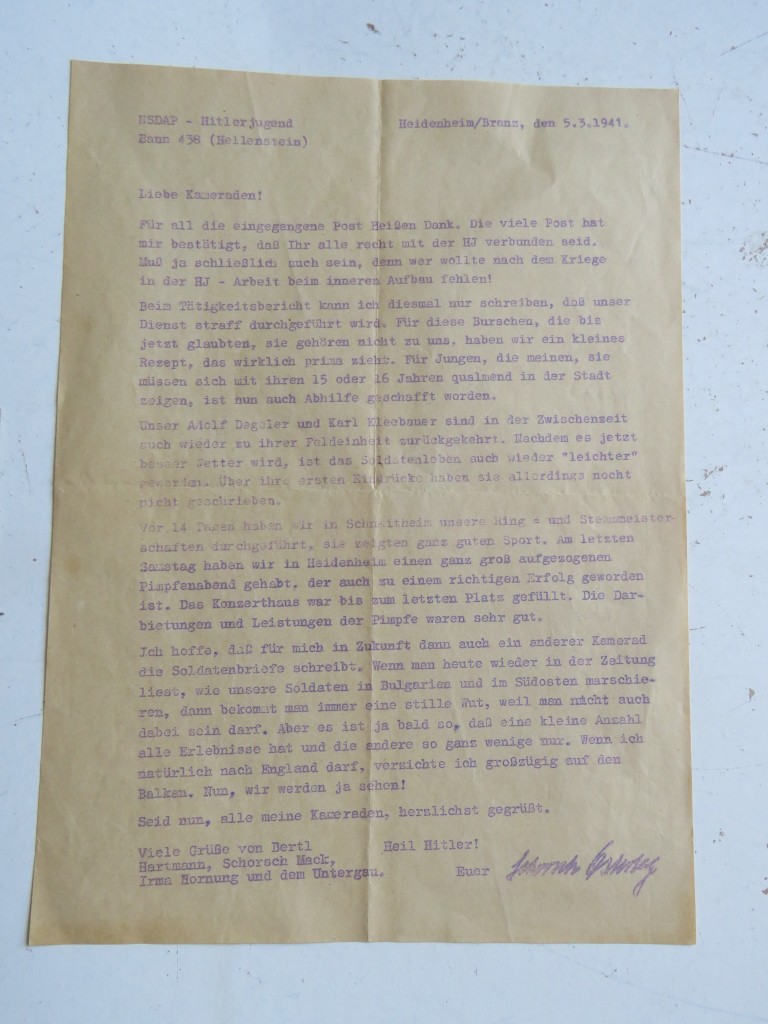 NSDAP - Hitlerjugend
Bann 438 (Hellenstein)
Heidenheim/Brenz, den 5.3.1941.
Liebe Kameraden!
Für all die eingegangene Post Heißen Dank. Die viele Post hat
mir bestätigt, daß Ihr alle recht mit der HJ verbunden seid.
Muß ja schließlich auch sein, denn wer wollte nach dem Kriege
in der HJ - Arbeit beim inneren Aufbau fehlen!
Beim Tätigkeitsbericht kann ich diesmal nur schreiben, daß unser
Dienst straff durchgeführt wird. Für diese Burschen, die bis
jetzt glaubten, sie gehören nicht zu uns, haben wir ein kleines
Rezept, das wirklich prima zieht. Für Jungen, die meinen, sie
müssen sich mit ihren 15 oder 16 Jahren qualmend in der Stadt
zeigen, ist nun auch Abhilfe geschafft worden.
Unser Adolf Degeler und Karl Kleebauer sind in der Zwischenzeit
auch wieder zu ihrer Feldeinheit zurückgekehrt. Nachdem es jetzt
besser Wetter wird, ist das Soldatenleben auch wieder "leichter"
geworden. Über ihre ersten Eindrücke haben sie allerdings nocht
nicht geschrieben.
Vor 14 Tagen haben wir in Schnaitheim unsere Ring = und Stemmmeister-
schaften durchgeführt, sie zeigten ganz guten Sport. Am letzten
Samstag haben wir in Heidenheim einen ganz groß aufgezogenen
Pimpfenabend gehabt, der auch zu einem richtigen Erfolg geworden
ist. Das Konzerthaus war bis zum letzten Platz gefüllt. Die Dar-
bietungen und Leistungen der Pimpfe waren sehr gut.
Jch hoffe, daß für mich in Zukunft dann auch ein anderer Kamerad
die Soldatenbriefe schreibt. Wenn man heute wieder in der Zeitung
liest, wie unsere Soldaten in Bulgarien und im Südosten marschie-
ren, dann bekommt man immer eine stille Wut, weil man nicht auch
dabei sein darf. Aber es ist ja bald so, daß eine kleine Anzahl
alle Erlebnisse hat und die andere so ganz wenige nur. Wenn ich
natürlich nach England darf, verzichte ich großzügig auf den
Balkan. Nun, wir werden ja sehen!
Seid nun, alle meine Kameraden, herzlichst gegrüßt.
Viele Grüße von Bertl
Hartmann, Schorsch Mack,
Irma Hornung und dem Untergau.
Heil Hitler!
Euer Schorsch